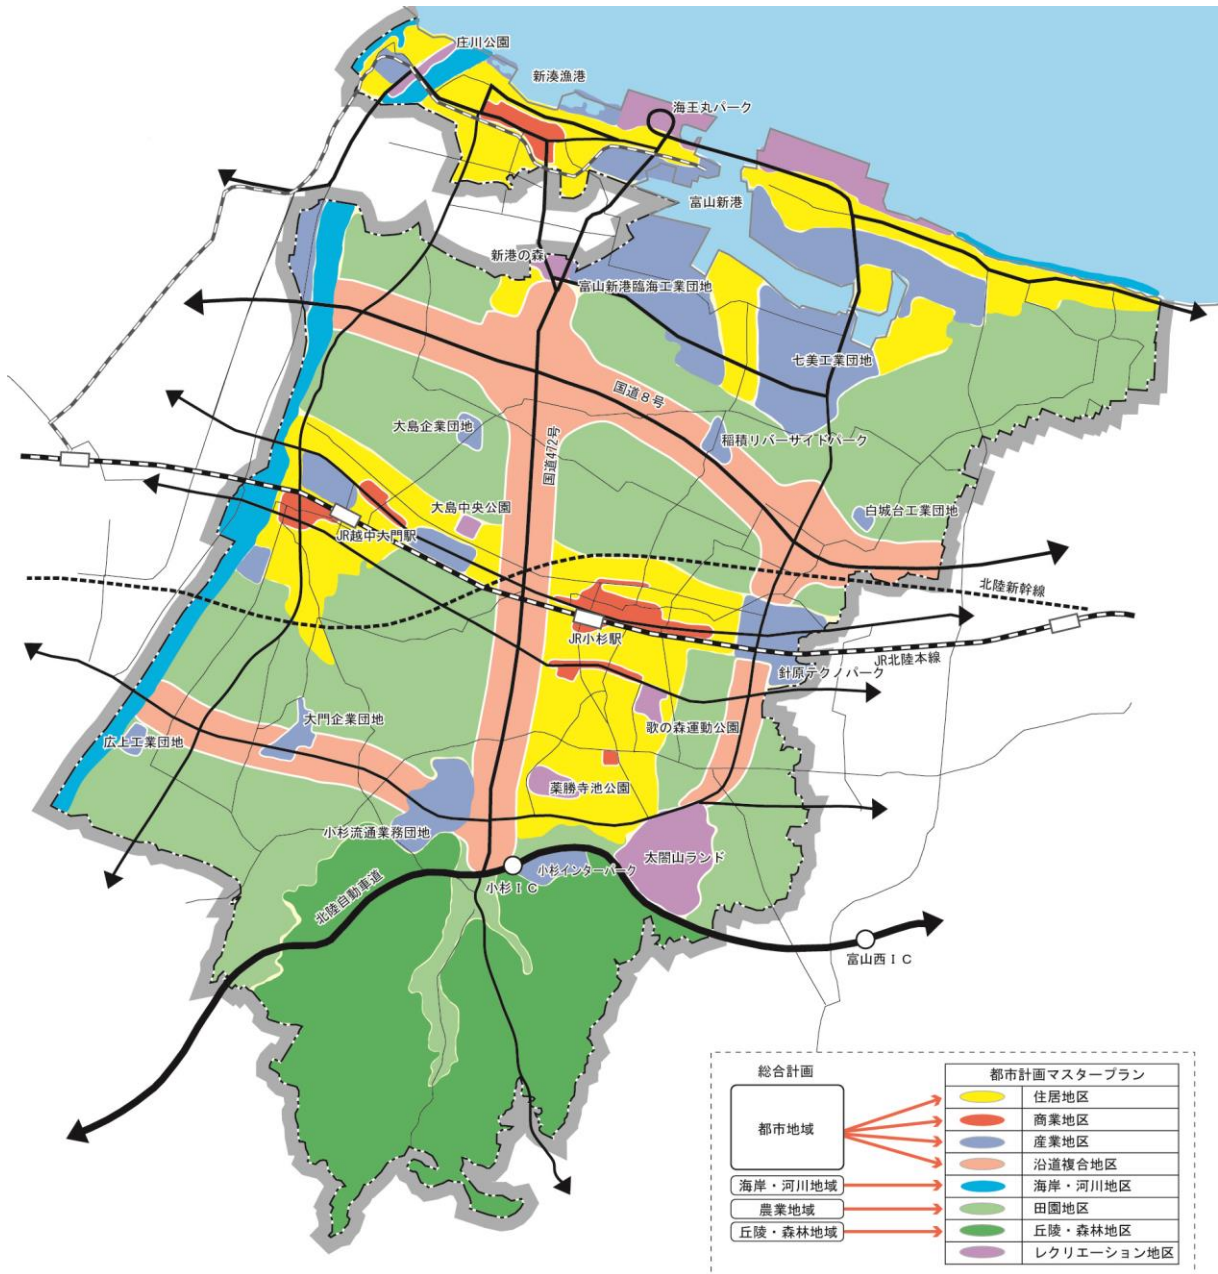 庄川公園
新湊漁港
海王丸パーク
富山新港
新港の森
富山新港臨海工業団地
七美工業団地
国道8号
大島企業団地
国道472号
稲積リバーサイドパーク
大島中央公園
白城台工業団地
JR越中大門駅
北陸新幹線
JR小杉駅
JR北陸本線
針原テクノパーク
大門企業団地
歌の森運動公園
広上工業団地
薬勝寺池公園
小杉流通業務団地
太閤山ランド
小杉インターパーク
小杉IC
北陸自動車道
富山西IC
総合計画
都市計画マスタープラン
都市地域
住居地区
商業地区
産業地区
沿道複合地区
海岸・河川地域
海岸・河川地区
農業地域
田園地区
丘陵・森林地域
丘陵・森林地区
レクリエーション地区